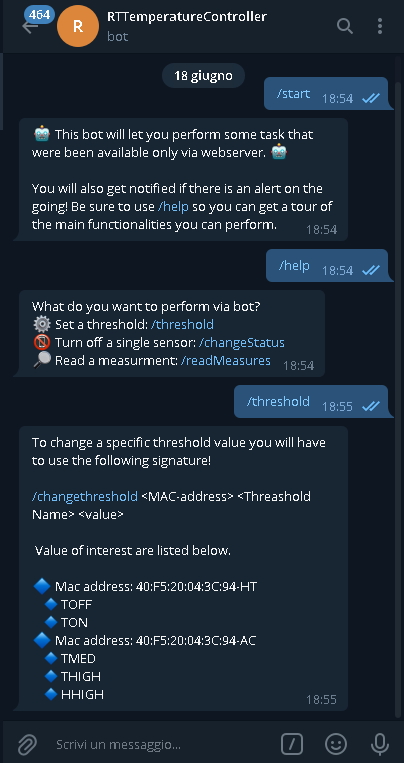 464
R
RTTemperatureController
bot
18 giugno
/start 18:54
🤖 This bot will let you perform some task that
were been available only via webserver. 🤖
You will also get notified if there is an alert on the
going! Be sure to use /help so you can get a tour of
the main functionalities you can perform. 18:54
/help 18:54
What do you want to perform via bot?
⚙️ Set a threshold: /threshold
📵 Turn off a single sensor: /changeStatus
🔎 Read a measurment: /readMeasures 18:54
/threshold 18:55
To change a specific threshold value you will have
to use the following signature!
/changethreshold <MAC-address> <Threashold
Name> <value>
Value of interest are listed below.
🔷 Mac address: 40:F5:20:04:3C:94-HT
🔹 TOFF
🔹 TON
🔷 Mac address: 40:F5:20:04:3C:94-AC
🔹 TMED
🔹 THIGH
🔹 HHIGH
18:55
Scrivi un messaggio...
/